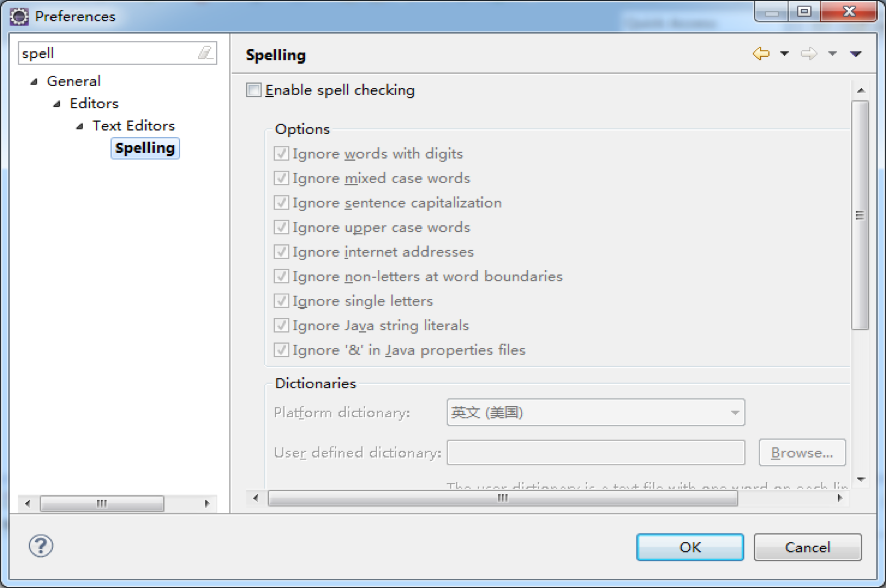 Preferences
spell
General
Editors
Text Editors
Spelling
Spelling
Enable spell checking
Options
Ignore words with digits
Ignore mixed case words
Ignore sentence capitalization
Ignore upper case words
Ignore internet addresses
Ignore non-letters at word boundaries
Ignore single letters
Ignore Java string literals
Ignore '&' in Java properties files
Dictionaries
Platform dictionary: 英文 (美国)
User defined dictionary: Browse...
The user dictionary is a text file with one word on each lin
? OK Cancel